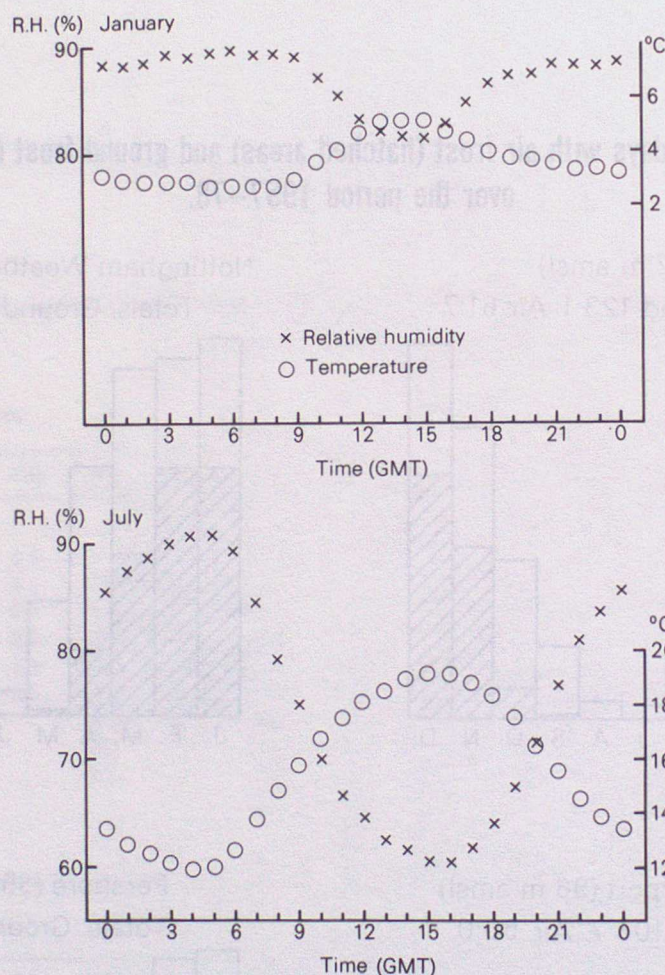 R.H. (%) January
°C
90
6
80
2
× Relative humidity
○ Temperature
0 3 6 9 12 15 18 21 0
Time (GMT)
R.H. (%) July
90
°C
80 20
18
70 16
14
60 12
0 3 6 9 12 15 18 21 0
Time (GMT)